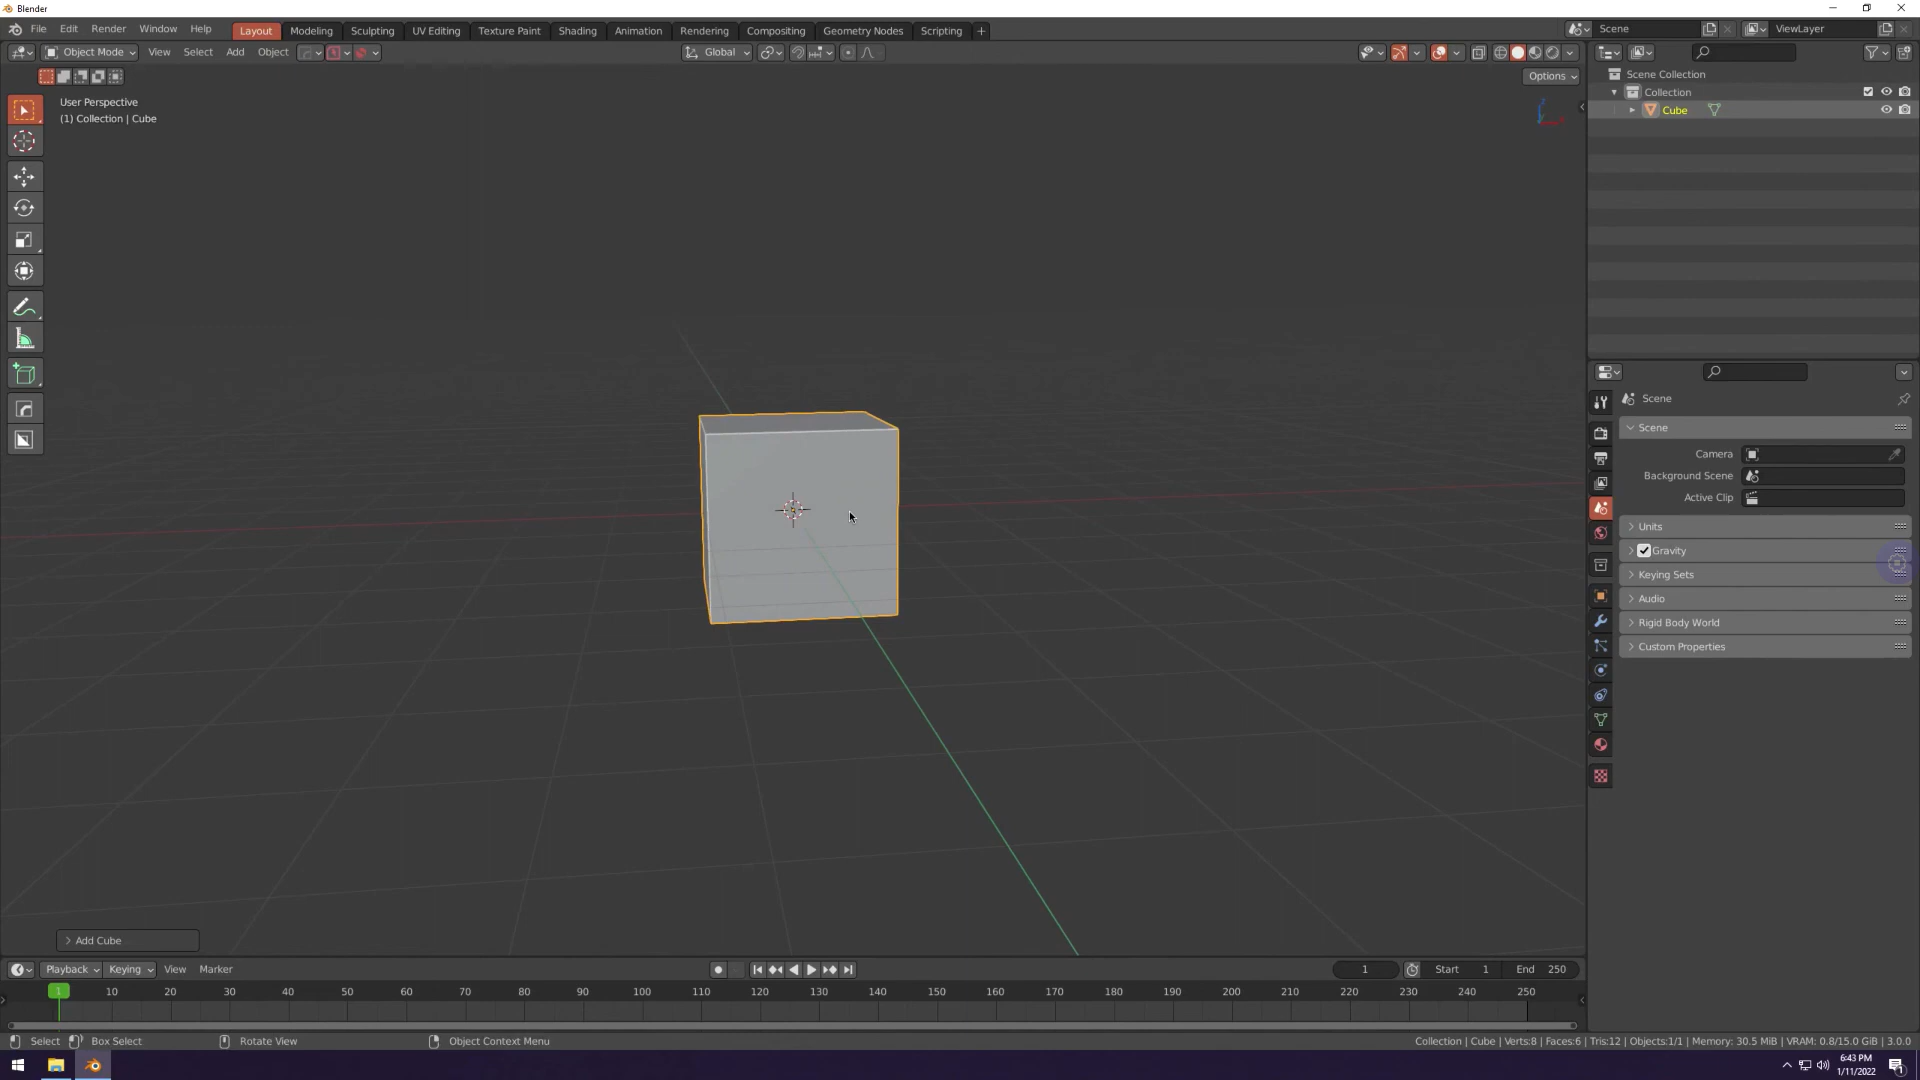 Blender
File Edit Render Window Help Layout Modeling Sculpting UV Editing Texture Paint Shading Animation Rendering Compositing Geometry Nodes Scripting + Scene ViewLayer
Object Mode View Select Add Object Global
Options
User Perspective
(1) Collection | Cube
Scene Collection
Collection
Cube
Scene
Scene
Camera
Background Scene
Active Clip
Units
Gravity
Keying Sets
Audio
Rigid Body World
Custom Properties
Add Cube
Playback Keying View Marker 1 Start 1 End 250
1 10 20 30 40 50 60 70 80 90 100 110 120 130 140 150 160 170 180 190 200 210 220 230 240 250
Select Box Select Rotate View Object Context Menu Collection | Cube | Verts:8 | Faces:6 | Tris:12 | Objects:1/1 | Memory: 30.5 MiB | VRAM: 0.8/15.0 GiB | 3.0.0
6:43 PM
1/11/2022